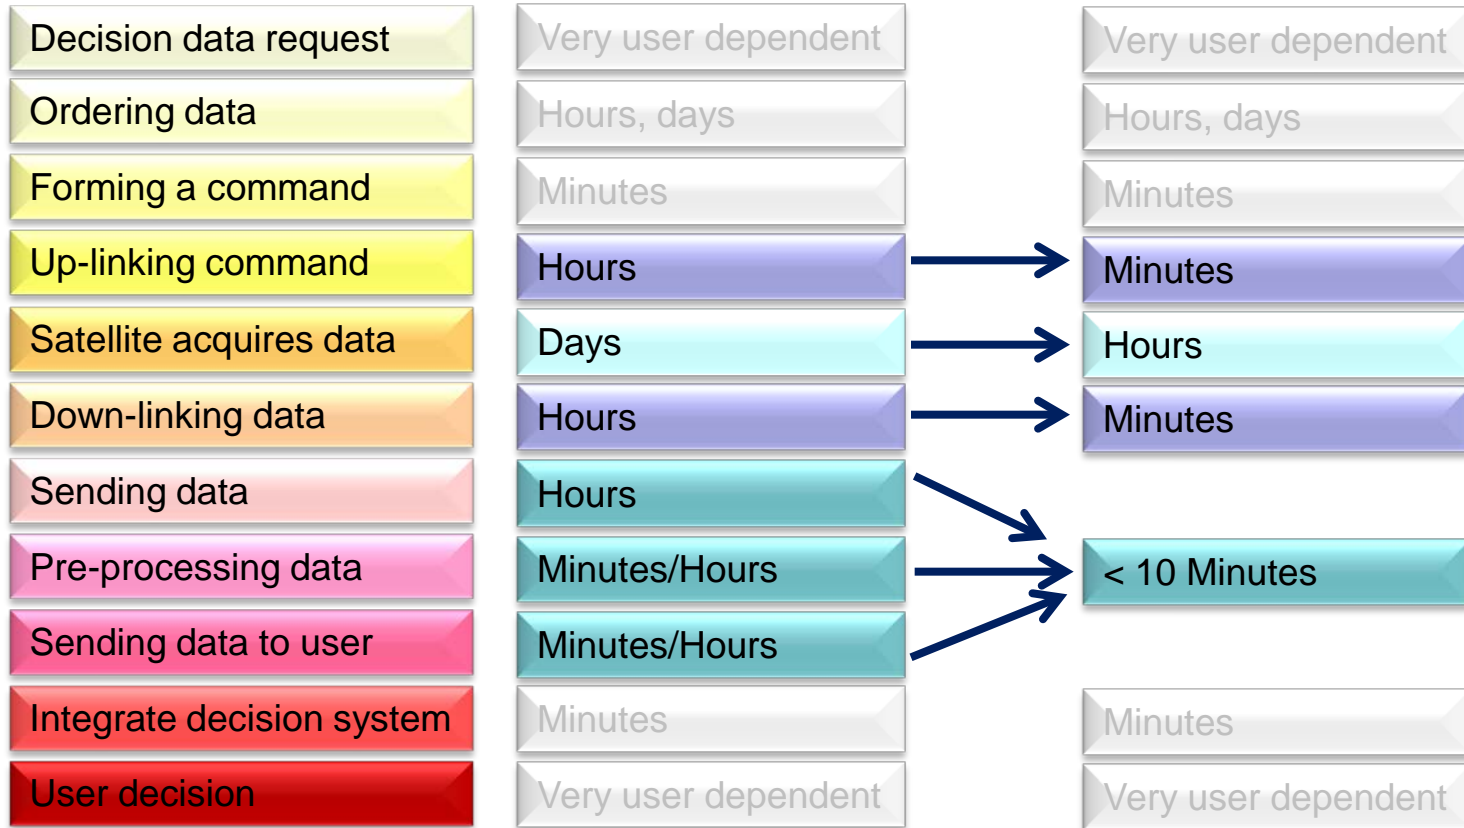 Decision data request
Very user dependent
Very user dependent
Ordering data
Hours, days
Hours, days
Forming a command
Minutes
Minutes
Up-linking command
Hours
Minutes
Satellite acquires data
Days
Hours
Down-linking data
Hours
Minutes
Sending data
Hours
Pre-processing data
Minutes/Hours
< 10 Minutes
Sending data to user
Minutes/Hours
Integrate decision system
Minutes
Minutes
User decision
Very user dependent
Very user dependent